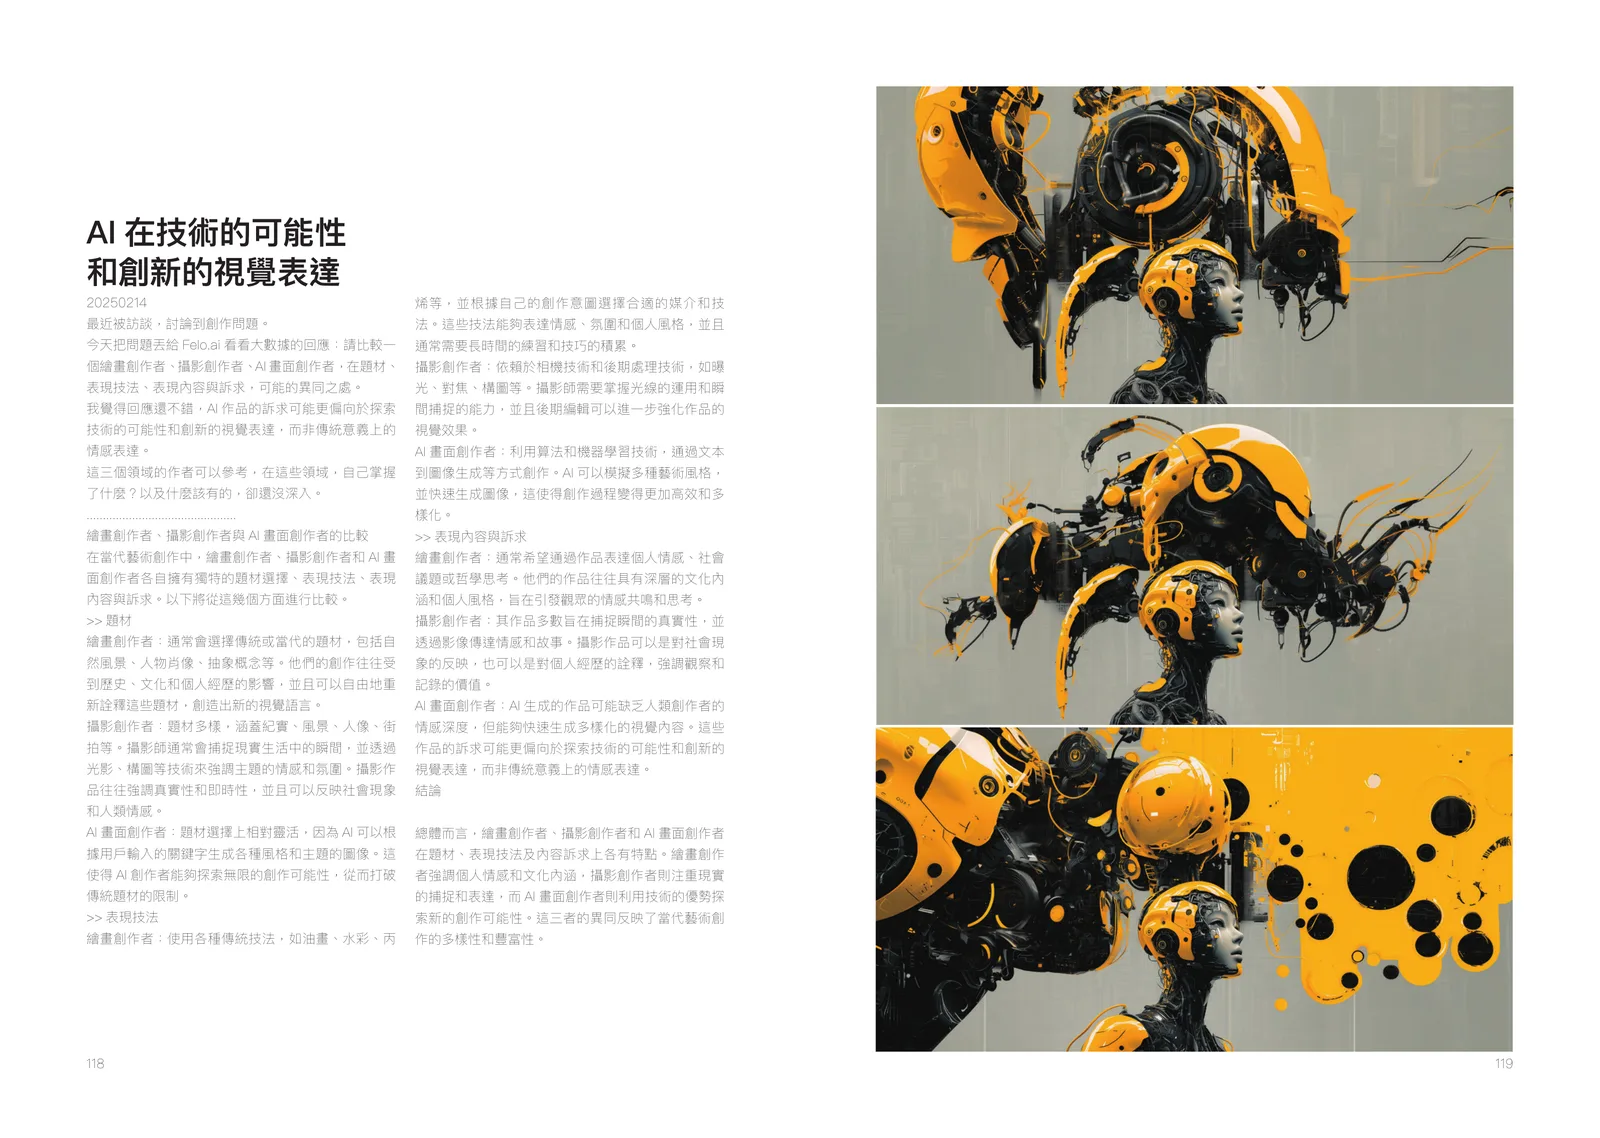 AI 在技術的可能性
和創新的視覺表達
20250214
最近被訪談，討論到創作問題。
今天把問題丟給 Felo.ai 看看大數據的回應：請比較一
個繪畫創作者、攝影創作者、AI 畫面創作者，在題材、
表現技法、表現內容與訴求，可能的異同之處。
我覺得回應還不錯，AI 作品的訴求可能更偏向於探索
技術的可能性和創新的視覺表達，而非傳統意義上的
情感表達。
這三個領域的作者可以參考，在這些領域，自己掌握
了什麼？以及什麼該有的，卻還沒深入。
..............................................
繪畫創作者、攝影創作者與 AI 畫面創作者的比較
在當代藝術創作中，繪畫創作者、攝影創作者和 AI 畫
面創作者各自擁有獨特的題材選擇、表現技法、表現
內容與訴求。以下將從這幾個方面進行比較。
>> 題材
繪畫創作者：通常會選擇傳統或當代的題材，包括自
然風景、人物肖像、抽象概念等。他們的創作往往受
到歷史、文化和個人經歷的影響，並且可以自由地重
新詮釋這些題材，創造出新的視覺語言。
攝影創作者：題材多樣，涵蓋紀實、風景、人像、街
拍等。攝影師通常會捕捉現實生活中的瞬間，並透過
光影、構圖等技術來強調主題的情感和氛圍。攝影作
品往往強調真實性和即時性，並且可以反映社會現象
和人類情感。
AI 畫面創作者：題材選擇上相對靈活，因為 AI 可以根
據用戶輸入的關鍵字生成各種風格和主題的圖像。這
使得 AI 創作者能夠探索無限的創作可能性，從而打破
傳統題材的限制。
>> 表現技法
繪畫創作者：使用各種傳統技法，如油畫、水彩、丙
烯等，並根據自己的創作意圖選擇合適的媒介和技
法。這些技法能夠表達情感、氛圍和個人風格，並且
通常需要長時間的練習和技巧的積累。
攝影創作者：依賴於相機技術和後期處理技術，如曝
光、對焦、構圖等。攝影師需要掌握光線的運用和瞬
間捕捉的能力，並且後期編輯可以進一步強化作品的
視覺效果。
AI 畫面創作者：利用算法和機器學習技術，通過文本
到圖像生成等方式創作。AI 可以模擬多種藝術風格，
並快速生成圖像，這使得創作過程變得更加高效和多
樣化。
>> 表現內容與訴求
繪畫創作者：通常希望通過作品表達個人情感、社會
議題或哲學思考。他們的作品往往具有深層的文化內
涵和個人風格，旨在引發觀眾的情感共鳴和思考。
攝影創作者：其作品多數旨在捕捉瞬間的真實性，並
透過影像傳達情感和故事。攝影作品可以是對社會現
象的反映，也可以是對個人經歷的詮釋，強調觀察和
記錄的價值。
AI 畫面創作者：AI 生成的作品可能缺乏人類創作者的
情感深度，但能夠快速生成多樣化的視覺內容。這些
作品的訴求可能更偏向於探索技術的可能性和創新的
視覺表達，而非傳統意義上的情感表達。
結論
總體而言，繪畫創作者、攝影創作者和 AI 畫面創作者
在題材、表現技法及內容訴求上各有特點。繪畫創作
者強調個人情感和文化內涵，攝影創作者則注重現實
的捕捉和表達，而 AI 畫面創作者則利用技術的優勢探
索新的創作可能性。這三者的異同反映了當代藝術創
作的多樣性和豐富性。
118
119